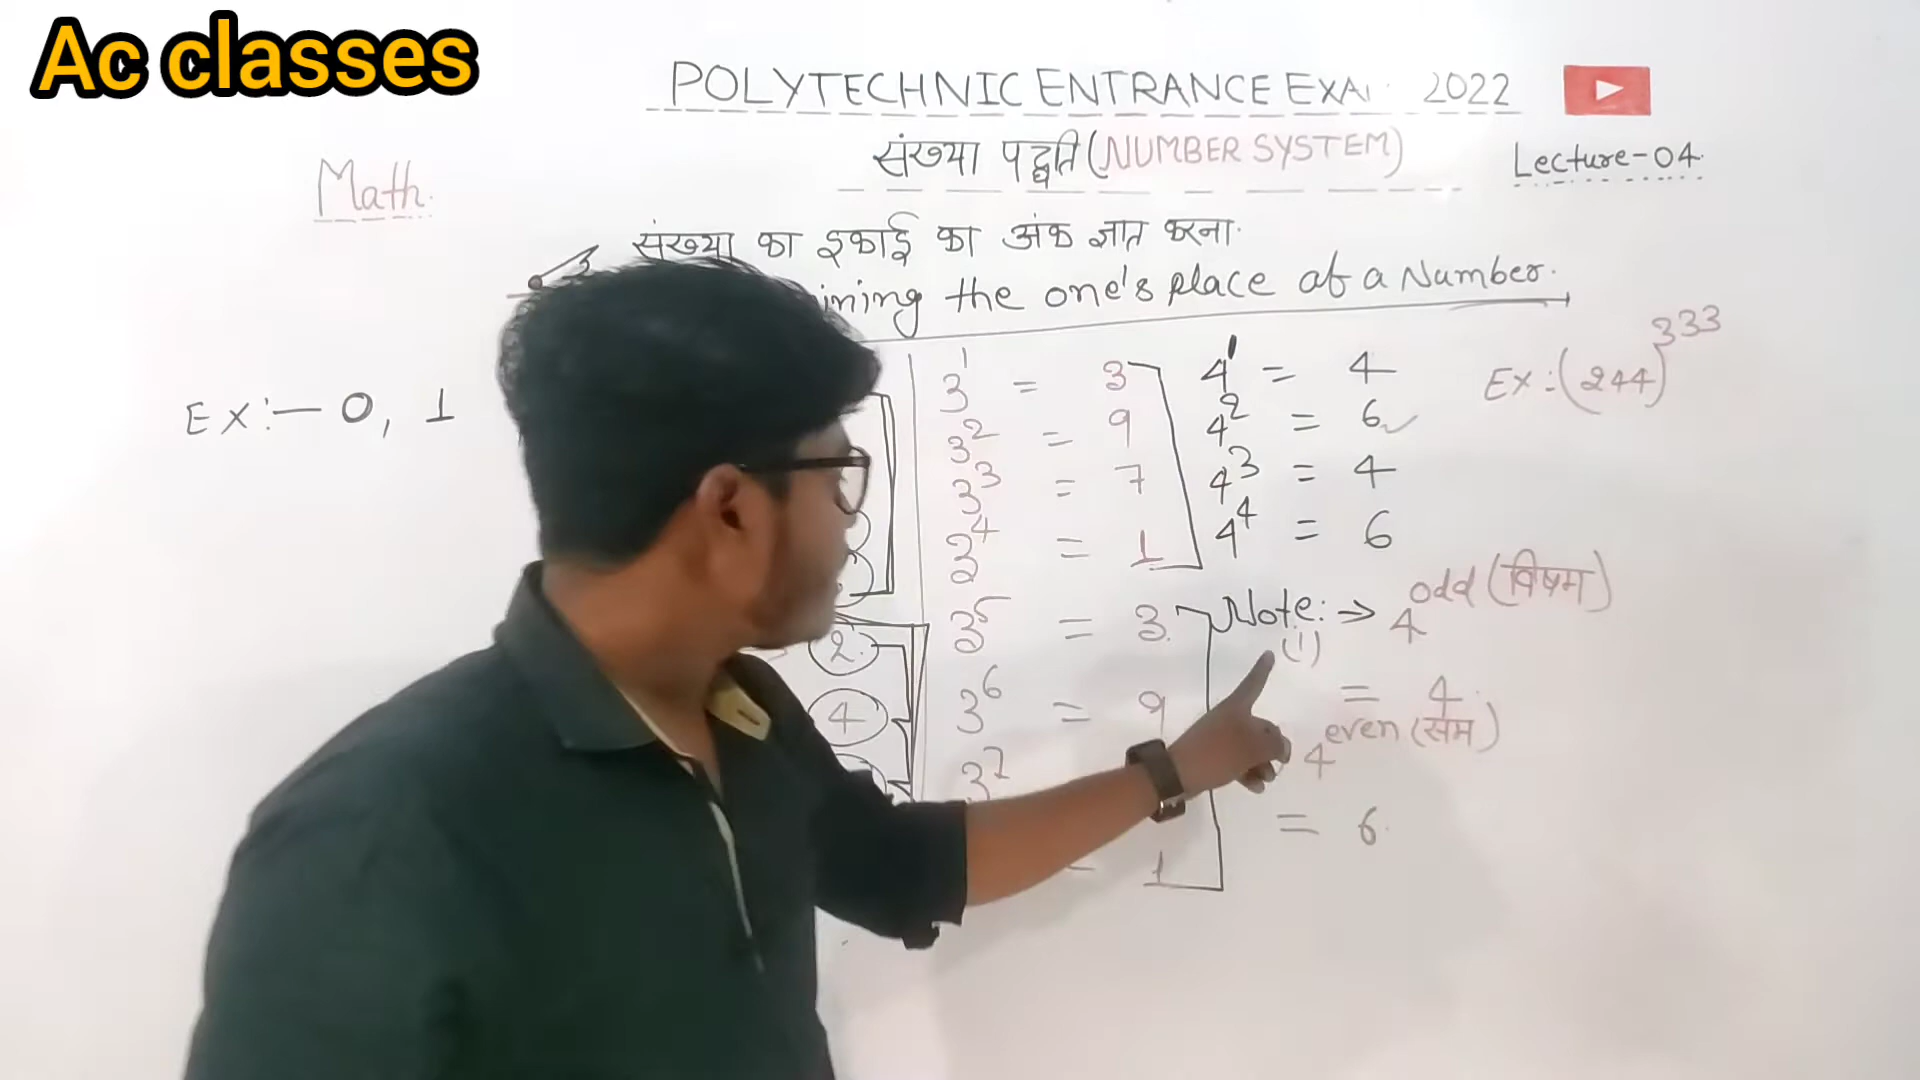 Ac classes
POLYTECHNIC ENTRANCE EXA 2022
संख्या पद्धति (NUMBER SYSTEM)
Lecture-04
Math.
संख्या का इकाई का अंक ज्ञात करना.
the one's place of a Number.
Ex:- 0, 1
3^1 = 3
3^2 = 9
3^3 = 7
3^4 = 1
3^5 = 3
3^6 = 9
3^7
= 1
2
4
4^1 = 4
4^2 = 6
4^3 = 4
4^4 = 6
Ex: (244)^333
Note: → 4^odd (विषम)
(1)
= 4
4^even (सम)
= 6